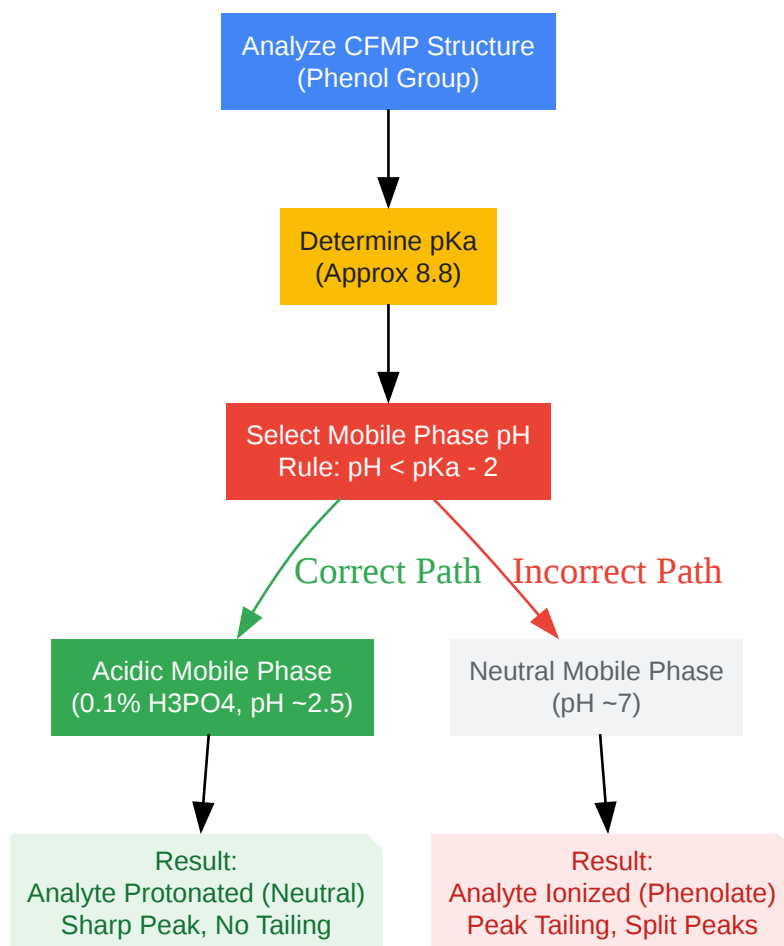 Analyze CFMP Structure
(Phenol Group)
Determine pKa
(Approx 8.8)
Select Mobile Phase pH
Rule: pH < pKa - 2
Correct Path
Incorrect Path
Acidic Mobile Phase
(0.1% H3PO4, pH ~2.5)
Neutral Mobile Phase
(pH ~7)
Result:
Analyte Protonated (Neutral)
Sharp Peak, No Tailing
Result:
Analyte Ionized (Phenolate)
Peak Tailing, Split Peaks